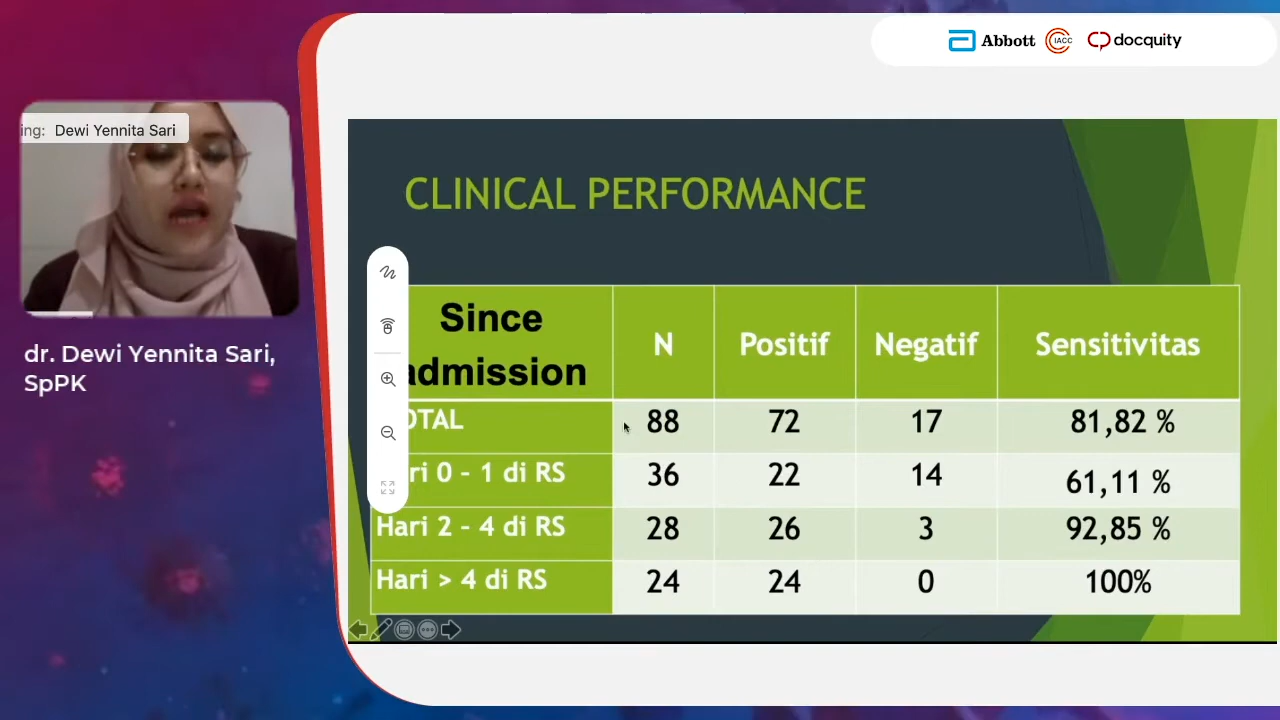 Abbott IACC docquity
ing: Dewi Yennita Sari
dr. Dewi Yennita Sari,
SpPK
CLINICAL PERFORMANCE
Since
admission
N Positif Negatif Sensitivitas
OTAL 88 72 17 81,82 %
ri 0 - 1 di RS 36 22 14 61,11 %
Hari 2 - 4 di RS 28 26 3 92,85 %
Hari > 4 di RS 24 24 0 100%